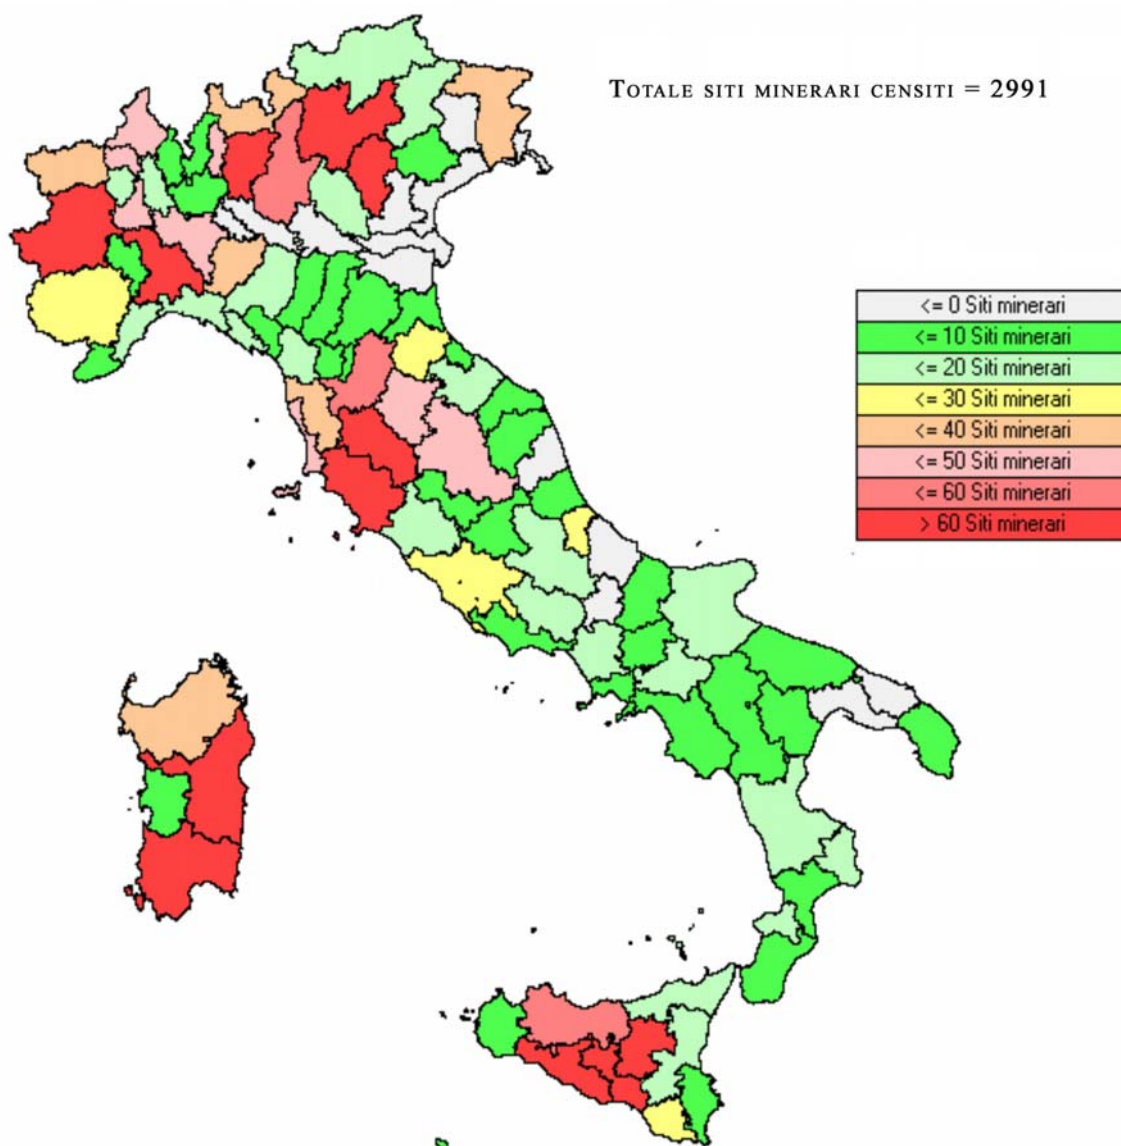 TOTALE SITI MINERARI CENSITI = 2991
<= 0 Siti minerari
<= 10 Siti minerari
<= 20 Siti minerari
<= 30 Siti minerari
<= 40 Siti minerari
<= 50 Siti minerari
<= 60 Siti minerari
> 60 Siti minerari